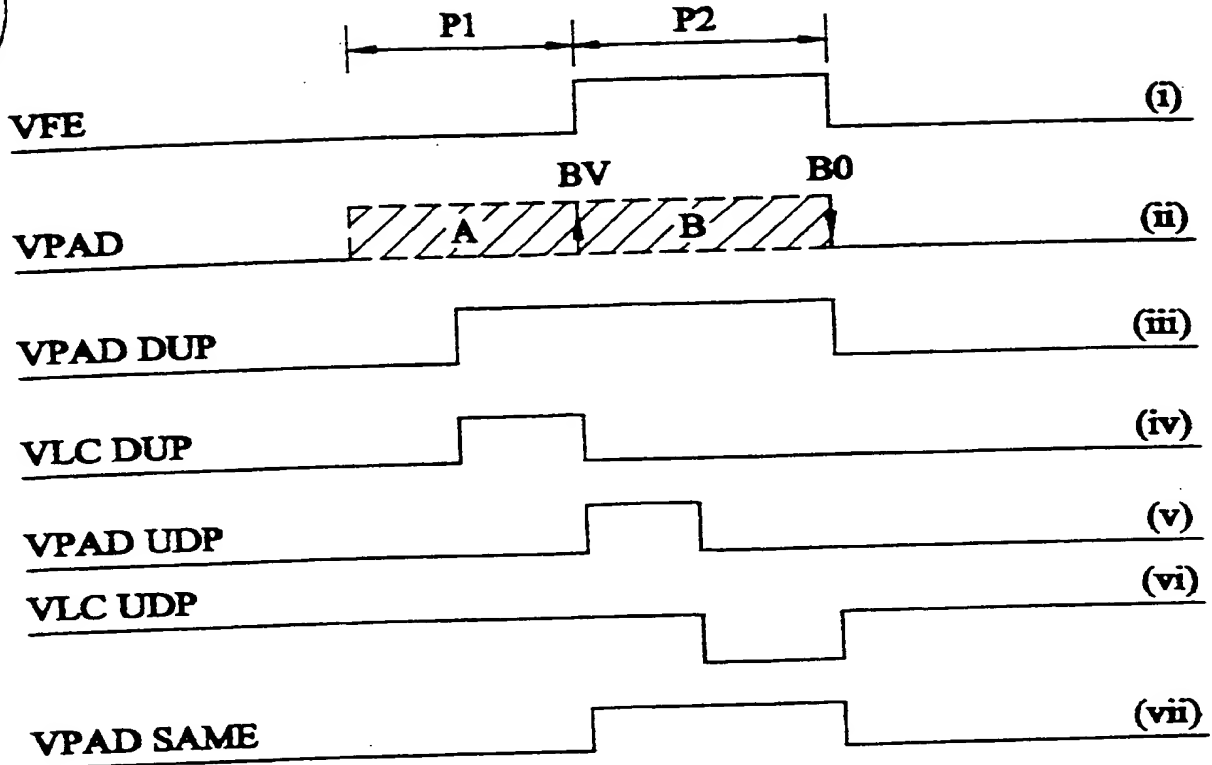 P1 P2
VFE (i)
BV B0
VPAD A B (ii)
VPAD DUP (iii)
VLC DUP (iv)
VPAD UDP (v)
VLC UDP (vi)
VPAD SAME (vii)